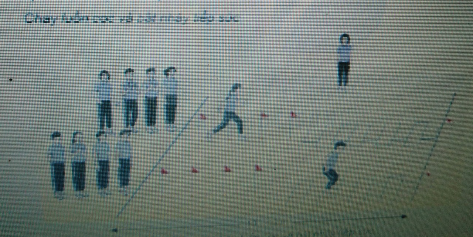 Chạy luồn cọc và bật nhảy tiếp sức